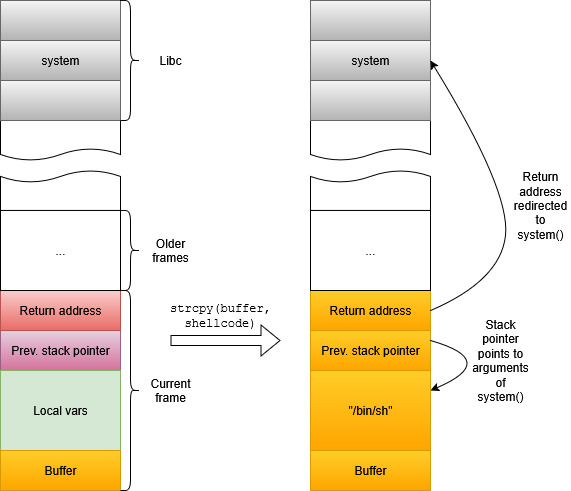 system
Libc
...
Older
frames
Return address
Prev. stack pointer
Local vars
Buffer
Current
frame
strcpy(buffer,
shellcode)
system
...
Return address
Prev. stack pointer
"/bin/sh"
Buffer
Return
address
redirected
to
system()
Stack
pointer
points to
arguments
of
system()